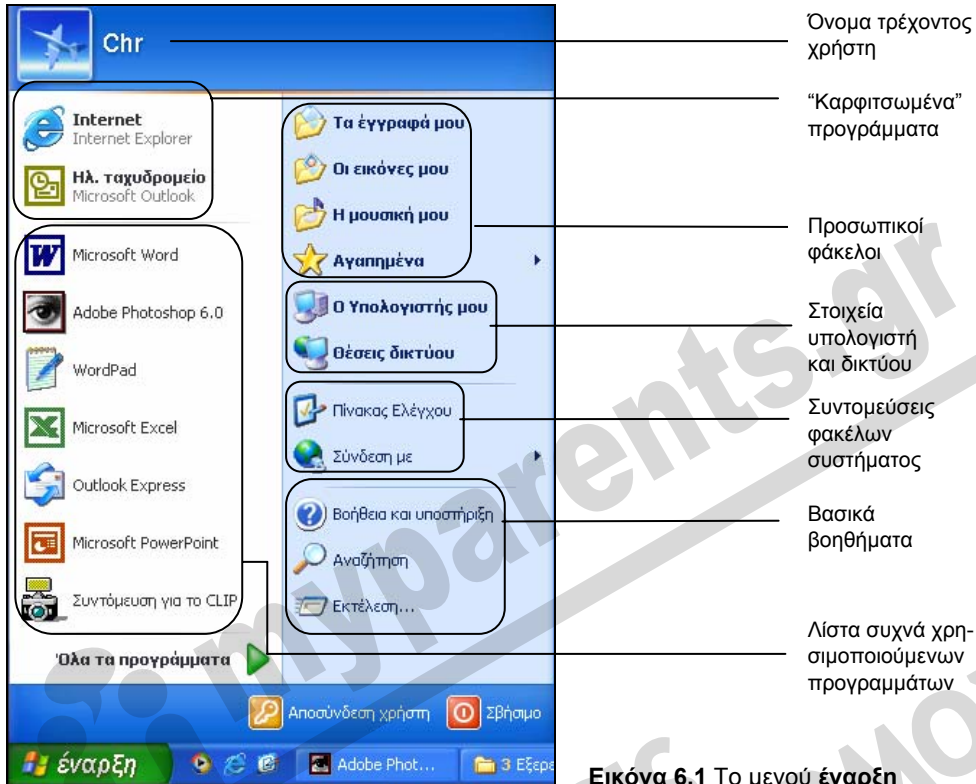 Chr
Internet
Internet Explorer
Ηλ. ταχυδρομείο
Microsoft Outlook
Microsoft Word
Adobe Photoshop 6.0
WordPad
Microsoft Excel
Outlook Express
Microsoft PowerPoint
Συντόμευση για το CLIP
Όλα τα προγράμματα
Τα έγγραφά μου
Οι εικόνες μου
Η μουσική μου
Αγαπημένα
Ο Υπολογιστής μου
Θέσεις δικτύου
Πίνακας Ελέγχου
Σύνδεση με
Βοήθεια και υποστήριξη
Αναζήτηση
Εκτέλεση...
Αποσύνδεση χρήστη
Σβήσιμο
έναρξη
Adobe Phot...
3 Εξερε
Όνομα τρέχοντος
χρήστη
“Καρφιτσωμένα”
προγράμματα
Προσωπικοί
φάκελοι
Στοιχεία
υπολογιστή
και δικτύου
Συντομεύσεις
φακέλων
συστήματος
Βασικά
βοηθήματα
Λίστα συχνά χρη-
σιμοποιούμενων
προγραμμάτων
Εικόνα 6.1 Το μενού έναρξη
myparents.gr